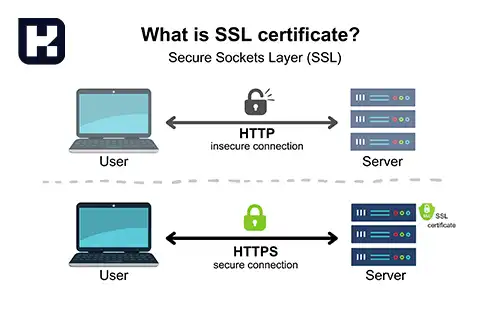 What is SSL certificate?
Secure Sockets Layer (SSL)
HTTP
insecure connection
User
Server
HTTPS
secure connection
User
Server
SSL
certificate